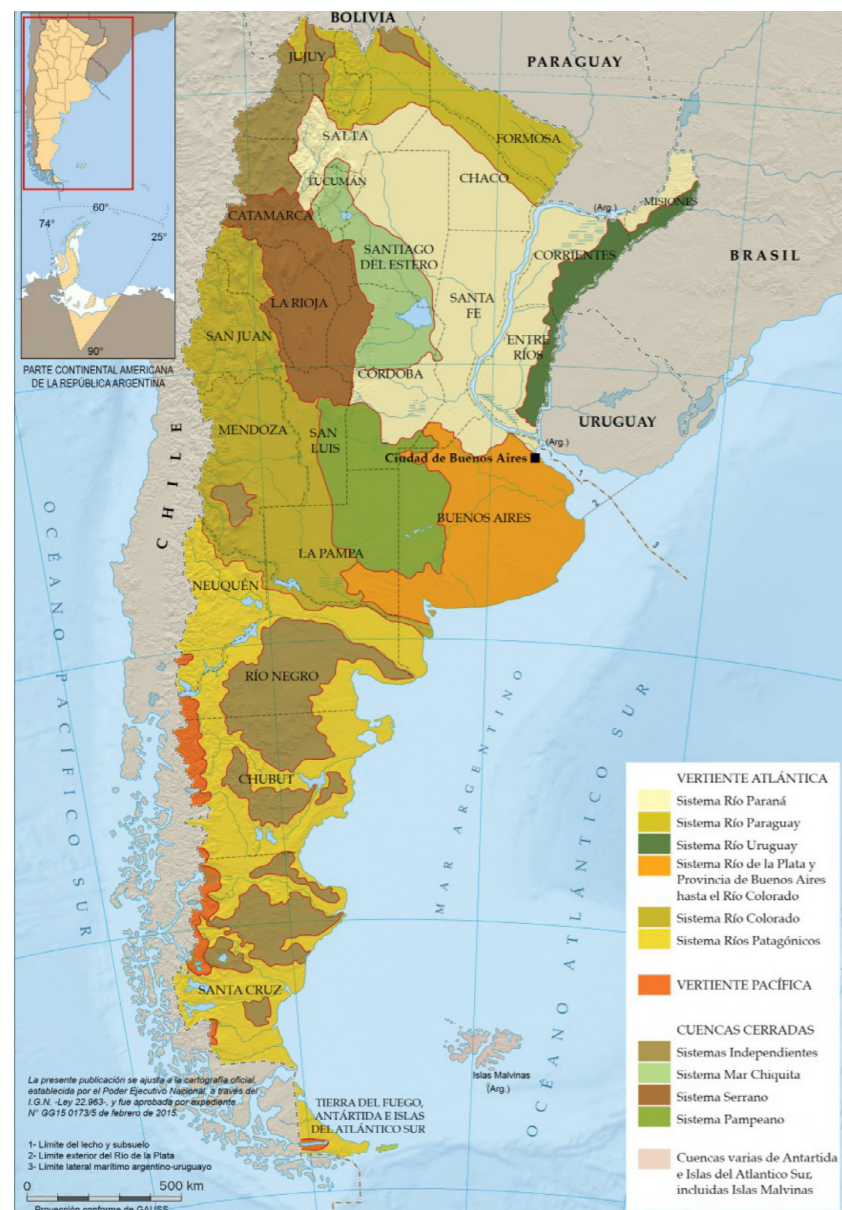 BOLIVIA
PARAGUAY
JUJUY
SALTA
FORMOSA
TUCUMÁN
CHACO
(Arg.)
MISIONES
60°
74°
25°
90°
CATAMARCA
SANTIAGO
DEL ESTERO
CORRIENTES
BRASIL
LA RIOJA
SANTA
FE
SAN JUAN
ENTRE
RÍOS
PARTE CONTINENTAL AMERICANA
DE LA REPÚBLICA ARGENTINA
CÓRDOBA
URUGUAY
MENDOZA
SAN
LUIS
(Arg.)
Ciudad de Buenos Aires
1
2
3
CHILE
BUENOS AIRES
LA PAMPA
NEUQUÉN
OCÉANO PACÍFICO SUR
RÍO NEGRO
CHUBUT
MAR ARGENTINO
OCÉANO ATLÁNTICO SUR
SANTA CRUZ
Islas Malvinas
(Arg.)
TIERRA DEL FUEGO,
ANTÁRTIDA E ISLAS
DEL ATLÁNTICO SUR
VERTIENTE ATLÁNTICA
Sistema Río Paraná
Sistema Río Paraguay
Sistema Río Uruguay
Sistema Río de la Plata y
Provincia de Buenos Aires
hasta el Río Colorado
Sistema Río Colorado
Sistema Ríos Patagónicos
VERTIENTE PACÍFICA
CUENCAS CERRADAS
Sistemas Independientes
Sistema Mar Chiquita
Sistema Serrano
Sistema Pampeano
Cuencas varias de Antartida
e Islas del Atlantico Sur,
incluidas Islas Malvinas
La presente publicación se ajusta a la cartografía oficial,
establecida por el Poder Ejecutivo Nacional, a través del
I.G.N. -Ley 22.963-, y fue aprobada por expediente
N° GG15 0173/5 de febrero de 2015.
1- Límite del lecho y subsuelo
2- Límite exterior del Río de la Plata
3- Límite lateral marítimo argentino-uruguayo
0 500 km
Proyección conforme de GAUSS